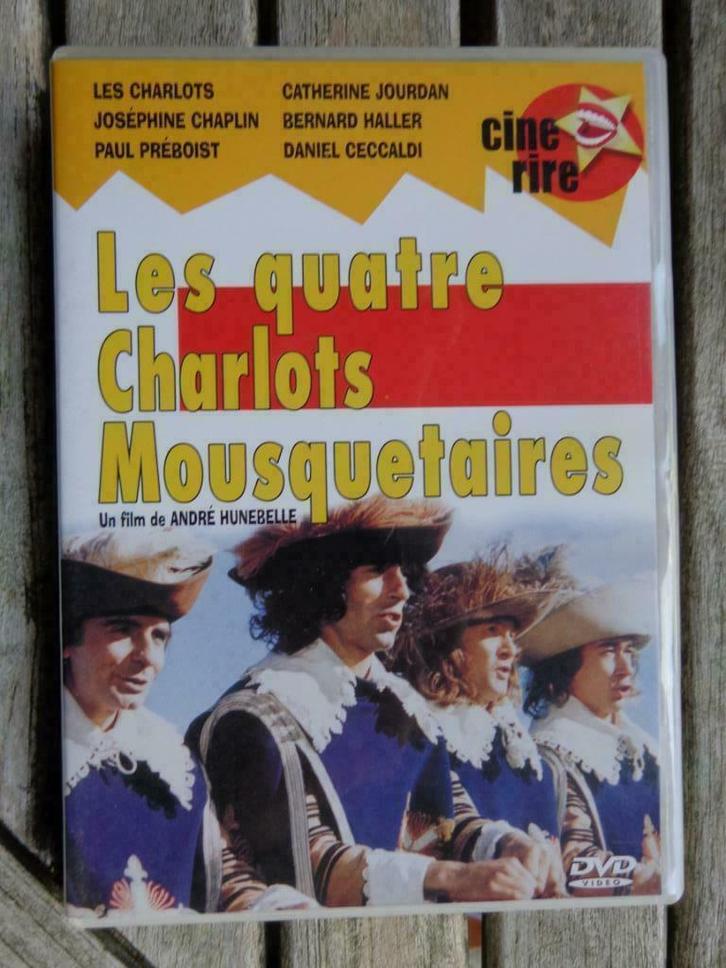 LES CHARLOTS CATHERINE JOURDAN
JOSÉPHINE CHAPLIN BERNARD HALLER
PAUL PRÉBOIST DANIEL CECCALDI
cine
rire
Les quatre
Charlots
Mousquetaires
Un film de ANDRÉ HUNEBELLE
DVD
VIDEO